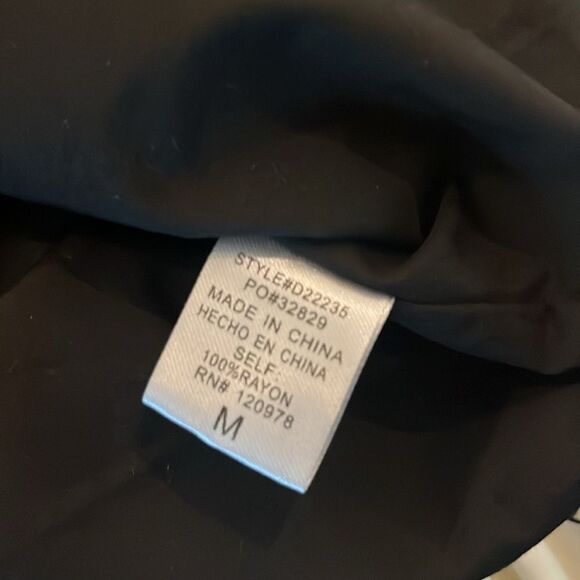 STYLE#D22235
PO#32829
MADE IN CHINA
HECHO EN CHINA
SELF:
100%RAYON
RN# 120978
M